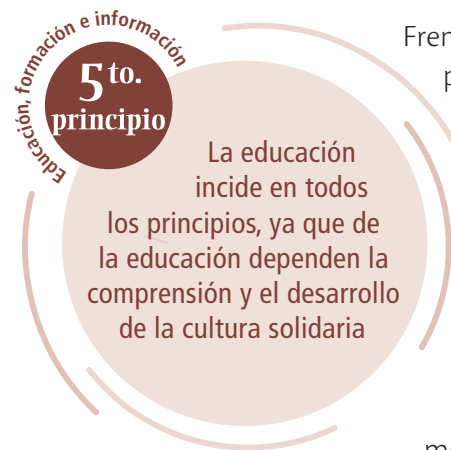 Educación, formación e información
5to.
principio
La educación
incide en todos
los principios, ya que de
la educación dependen la
comprensión y el desarrollo
de la cultura solidaria